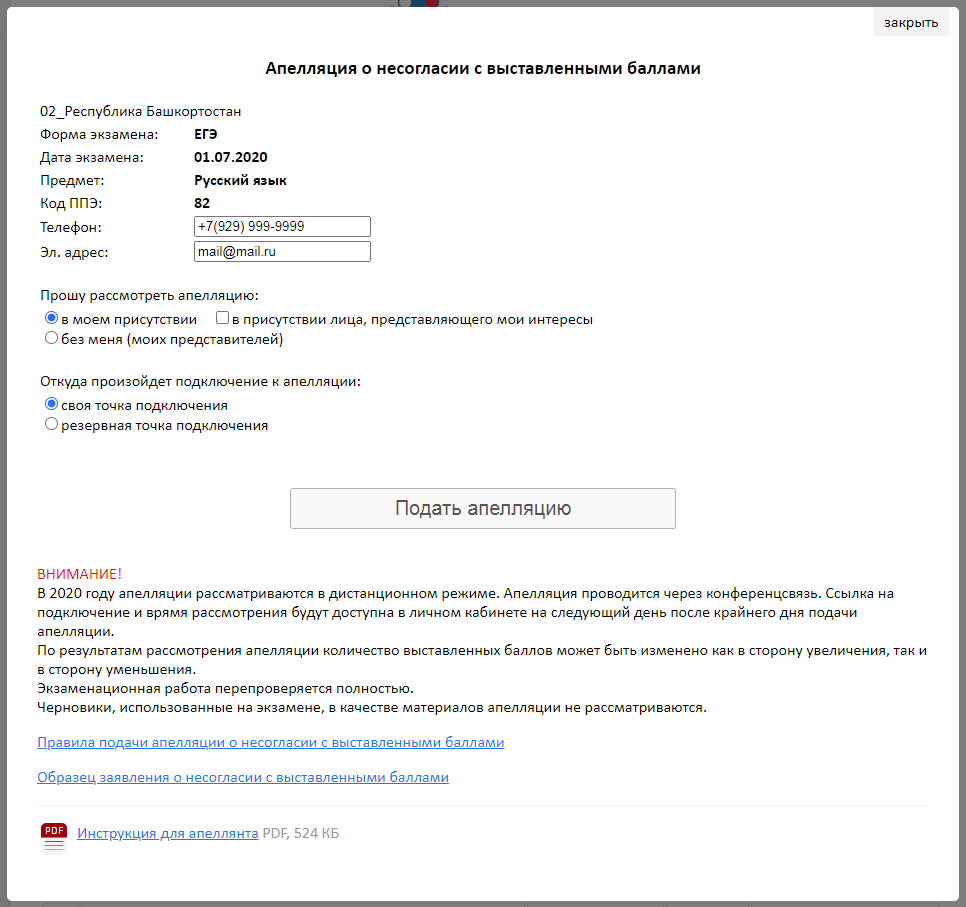 закрыть
Апелляция о несогласии с выставленными баллами
02_Республика Башкортостан
Форма экзамена: ЕГЭ
Дата экзамена: 01.07.2020
Предмет: Русский язык
Код ППЭ: 82
Телефон: +7(929) 999-9999
Эл. адрес: mail@mail.ru
Прошу рассмотреть апелляцию:
в моем присутствии в присутствии лица, представляющего мои интересы
без меня (моих представителей)
Откуда произойдет подключение к апелляции:
своя точка подключения
резервная точка подключения
Подать апелляцию
ВНИМАНИЕ!
В 2020 году апелляции рассматриваются в дистанционном режиме. Апелляция проводится через конференцсвязь. Ссылка на
подключение и врямя рассмотрения будут доступна в личном кабинете на следующий день после крайнего дня подачи
апелляции.
По результатам рассмотрения апелляции количество выставленных баллов может быть изменено как в сторону увеличения, так и
в сторону уменьшения.
Экзаменационная работа перепроверяется полностью.
Черновики, использованные на экзамене, в качестве материалов апелляции не рассматриваются.
Правила подачи апелляции о несогласии с выставленными баллами
Образец заявления о несогласии с выставленными баллами
PDF Инструкция для апеллянта PDF, 524 КБ